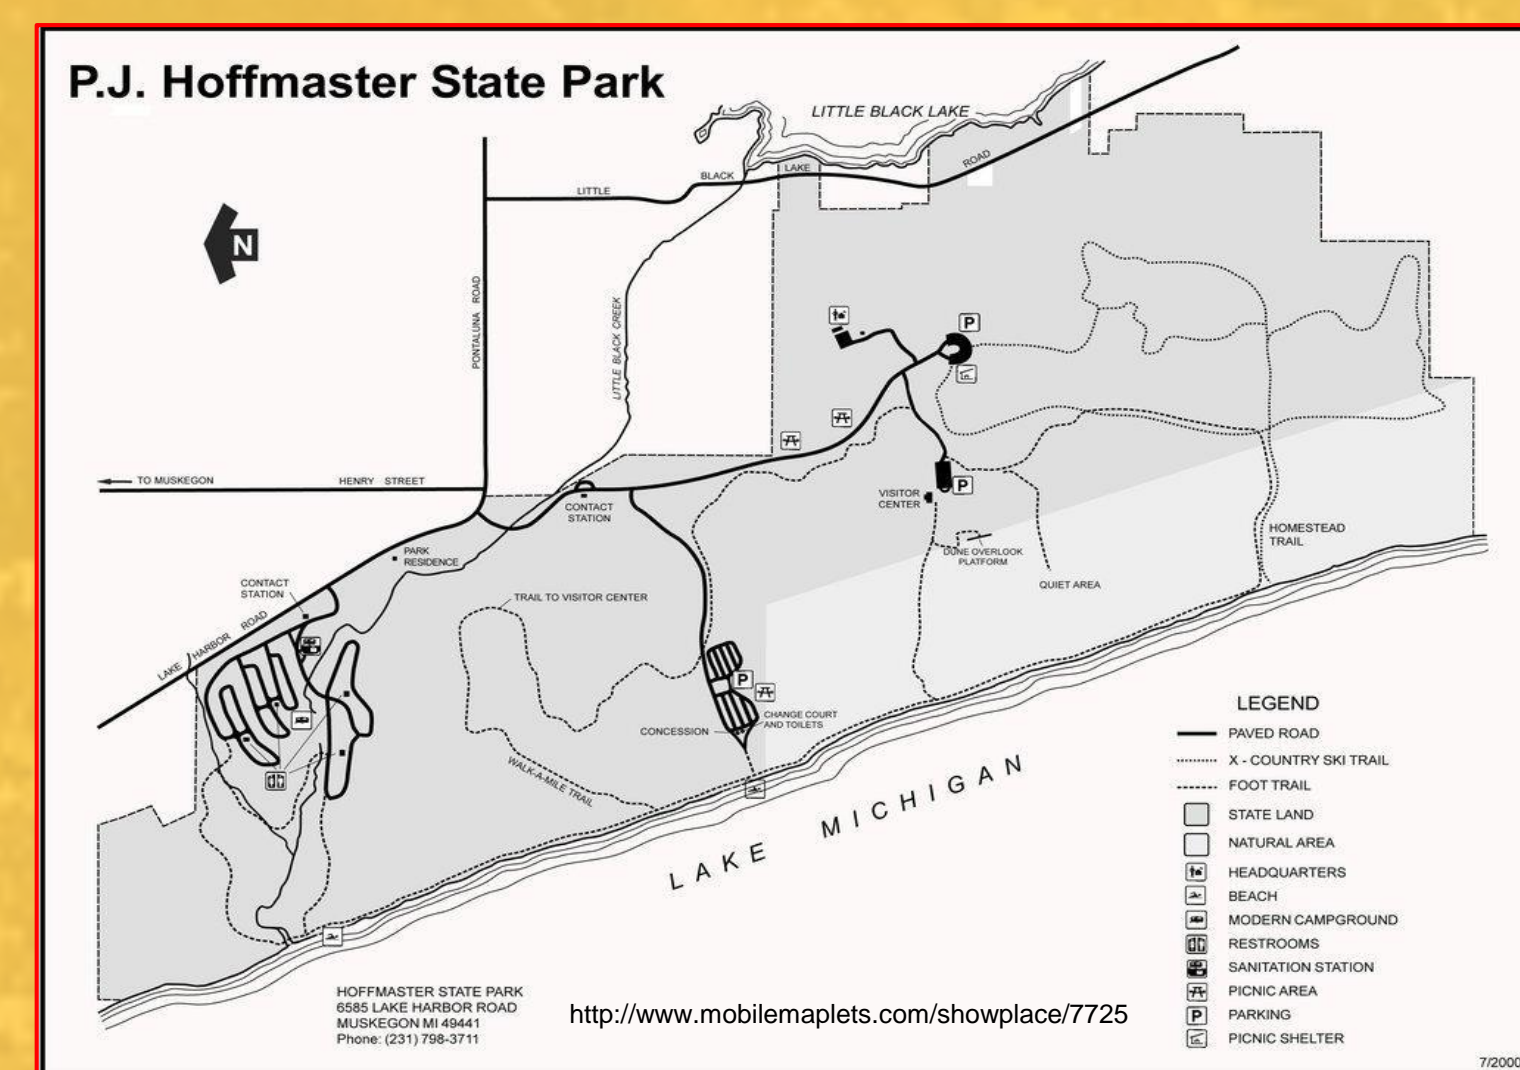 P.J. Hoffmaster State Park
LITTLE BLACK LAKE
LITTLE BLACK LAKE ROAD
N
PONTALUNA ROAD
LITTLE BLACK CREEK
P
TO MUSKEGON
HENRY STREET
CONTACT
STATION
VISITOR
CENTER
P
DUNE OVERLOOK
PLATFORM
HOMESTEAD
TRAIL
QUIET AREA
PARK
RESIDENCE
CONTACT
STATION
LAKE HARBOR ROAD
TRAIL TO VISITOR CENTER
P
CHANGE COURT
AND TOILETS
CONCESSION
WALK-A-MILE TRAIL
LAKE MICHIGAN
LEGEND
PAVED ROAD
X - COUNTRY SKI TRAIL
FOOT TRAIL
STATE LAND
NATURAL AREA
HEADQUARTERS
BEACH
MODERN CAMPGROUND
RESTROOMS
SANITATION STATION
PICNIC AREA
P PARKING
PICNIC SHELTER
HOFFMASTER STATE PARK
6585 LAKE HARBOR ROAD
MUSKEGON MI 49441
Phone: (231) 798-3711
http://www.mobilemaplets.com/showplace/7725
7/2000